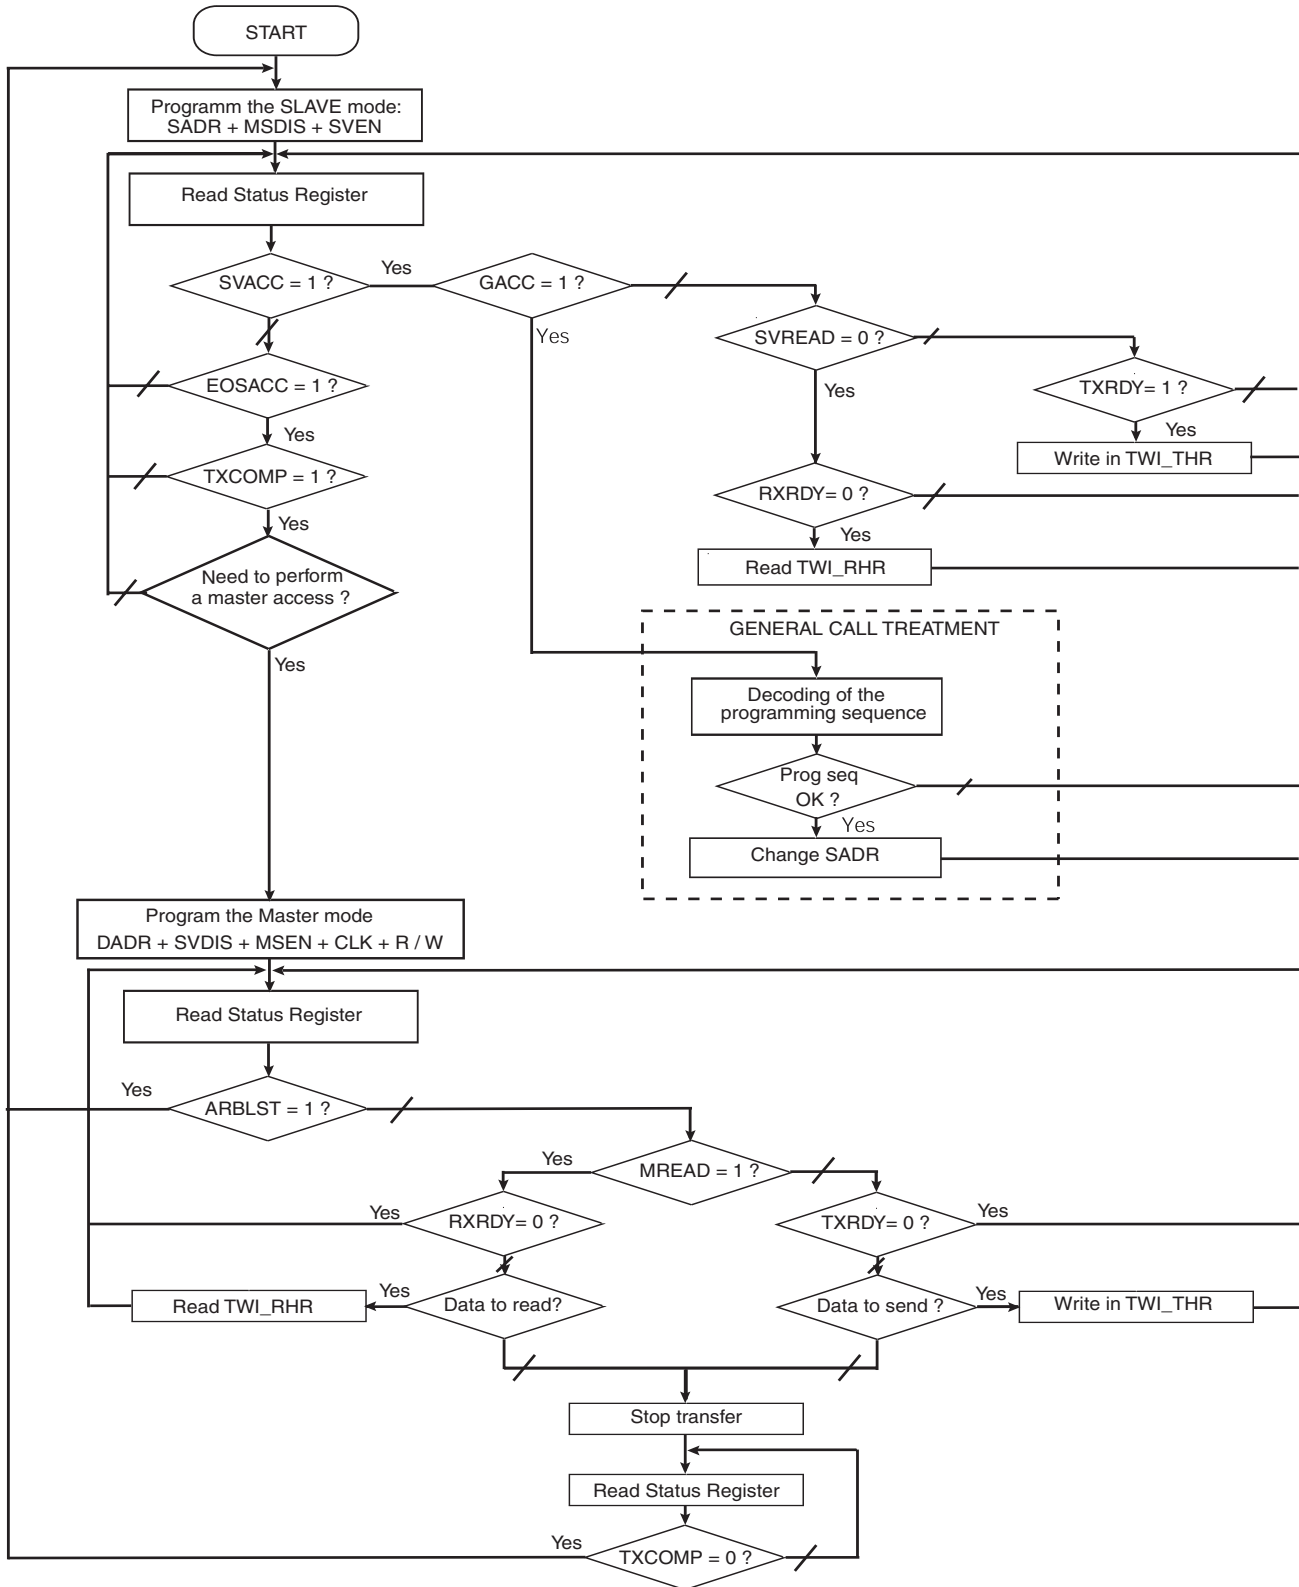 START
Programm the SLAVE mode:
SADR + MSDIS + SVEN
Read Status Register
SVACC = 1 ?
Yes
GACC = 1 ?
Yes
SVREAD = 0 ?
Yes
TXRDY= 1 ?
Yes
Write in TWI_THR
EOSACC = 1 ?
Yes
TXCOMP = 1 ?
Yes
RXRDY= 0 ?
Yes
Read TWI_RHR
Need to perform
a master access ?
Yes
GENERAL CALL TREATMENT
Decoding of the
programming sequence
Prog seq
OK ?
Yes
Change SADR
Program the Master mode
DADR + SVDIS + MSEN + CLK + R / W
Read Status Register
Yes
ARBLST = 1 ?
Yes
MREAD = 1 ?
Yes
RXRDY= 0 ?
TXRDY= 0 ?
Yes
Read TWI_RHR
Yes
Data to read?
Data to send ?
Yes
Write in TWI_THR
Stop transfer
Read Status Register
Yes
TXCOMP = 0 ?